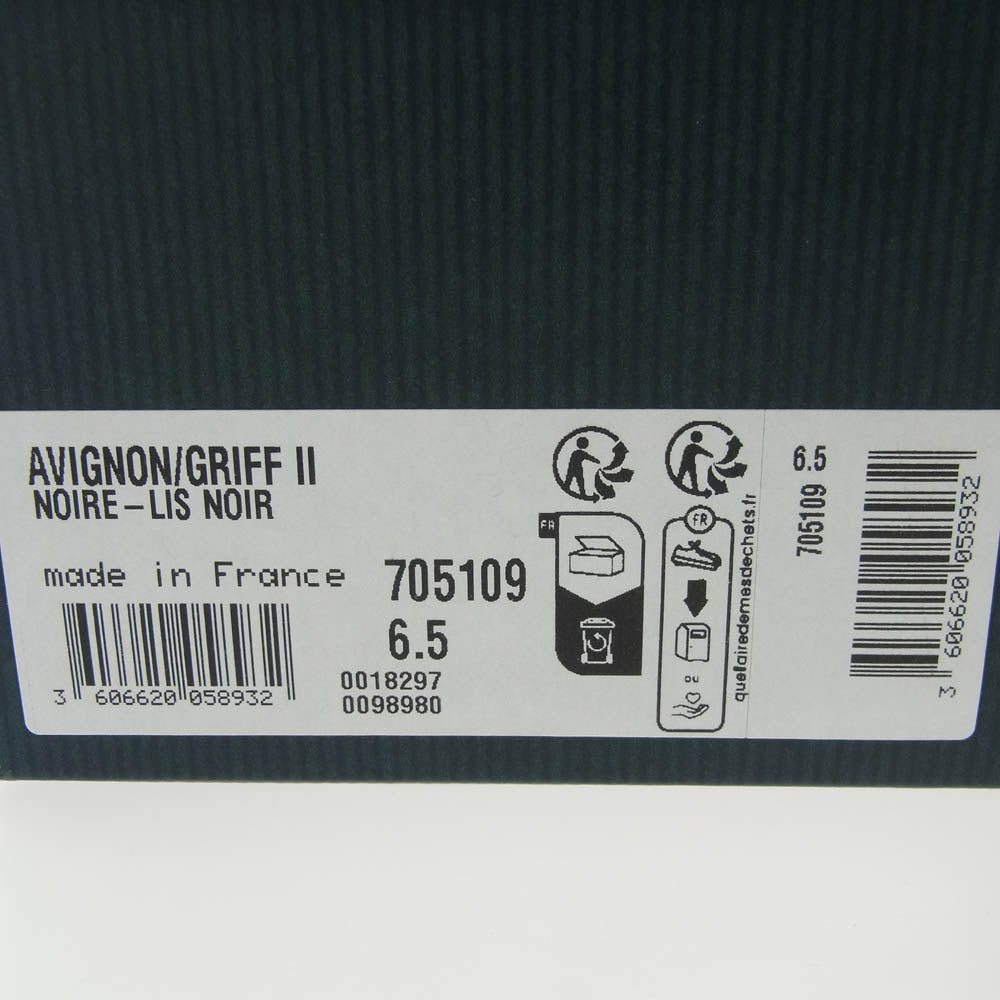 AVIGNON/GRIFF II
NOIRE-LIS NOIR
made in France
705109
6.5
3 606620 058932
0018297
0098980
FR
FR
ou
quefairedemesdechets.fr
6.5
705109
3 606620 058932